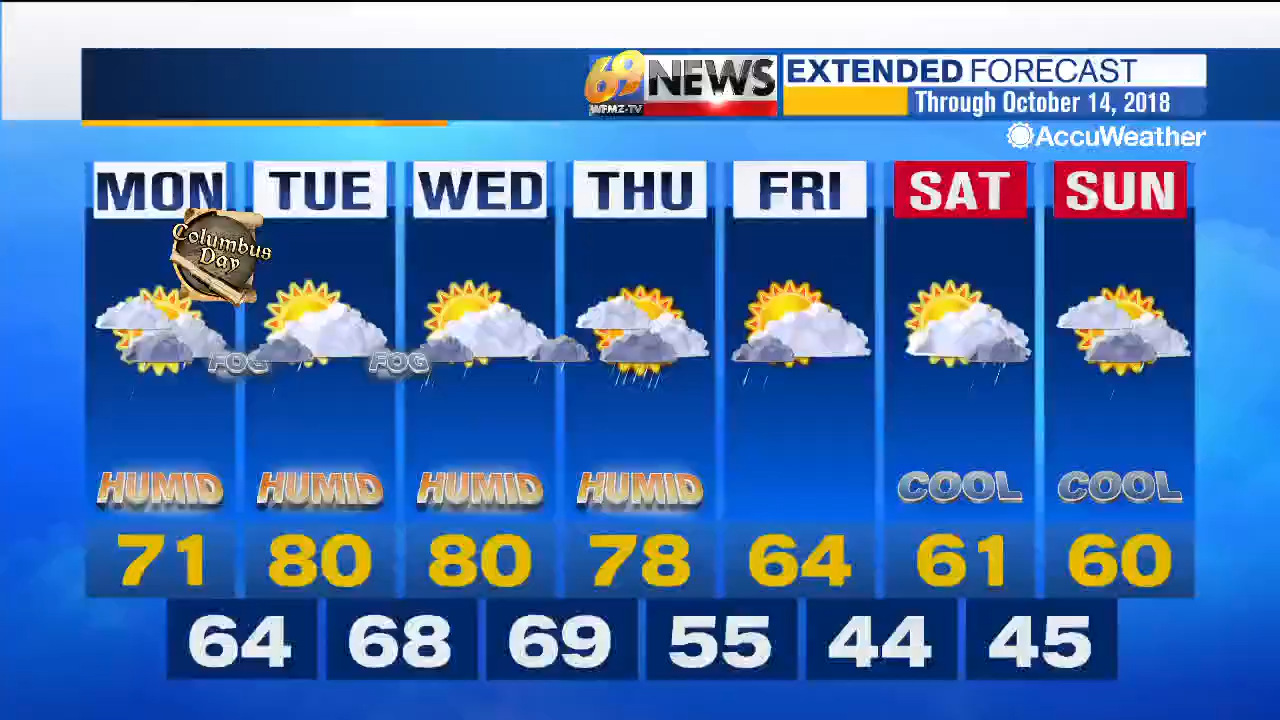 69 NEWS
WFMZ-TV
EXTENDED FORECAST
Through October 14, 2018
AccuWeather
MON TUE WED THU FRI SAT SUN
Columbus
Day
FOG FOG
HUMID HUMID HUMID HUMID COOL COOL
71 80 80 78 64 61 60
64 68 69 55 44 45